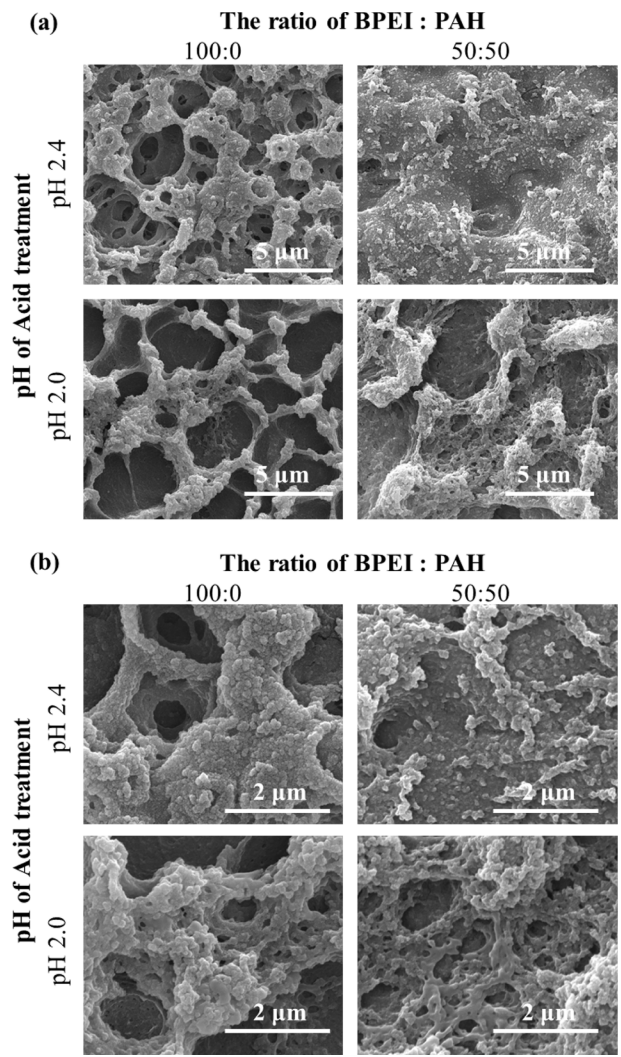 (a)
The ratio of BPEI : PAH
100:0 50:50
pH of Acid treatment
pH 2.4
5 μm 5 μm
pH 2.0
5 μm 5 μm
(b)
The ratio of BPEI : PAH
100:0 50:50
pH of Acid treatment
pH 2.4
2 μm 2 μm
pH 2.0
2 μm 2 μm